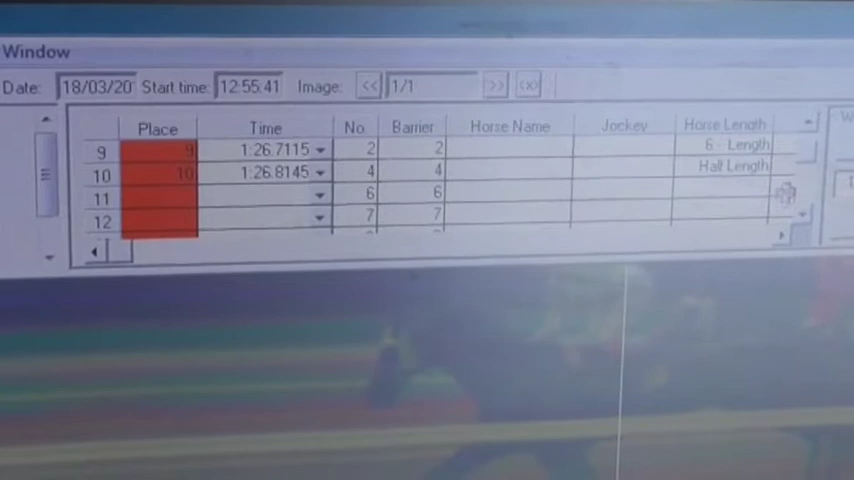 Window
Date: 18/03/20 Start time: 12:55:41 Image: << 1/1 >> (x)
Place Time No. Barrier Horse Name Jockey Horse Length
9 9 1:26.7115 2 2 6 - Length
10 10 1:26.8145 4 4 Half Length
11 6 6
12 7 7